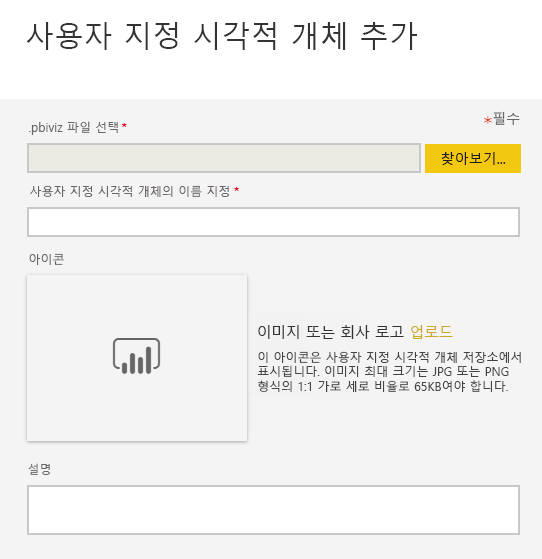 사용자 지정 시각적 개체 추가
*필수
.pbiviz 파일 선택 *
찾아보기...
사용자 지정 시각적 개체의 이름 지정 *
아이콘
이미지 또는 회사 로고 업로드
이 아이콘은 사용자 지정 시각적 개체 저장소에서
표시됩니다. 이미지 최대 크기는 JPG 또는 PNG
형식의 1:1 가로 세로 비율로 65KB여야 합니다.
설명